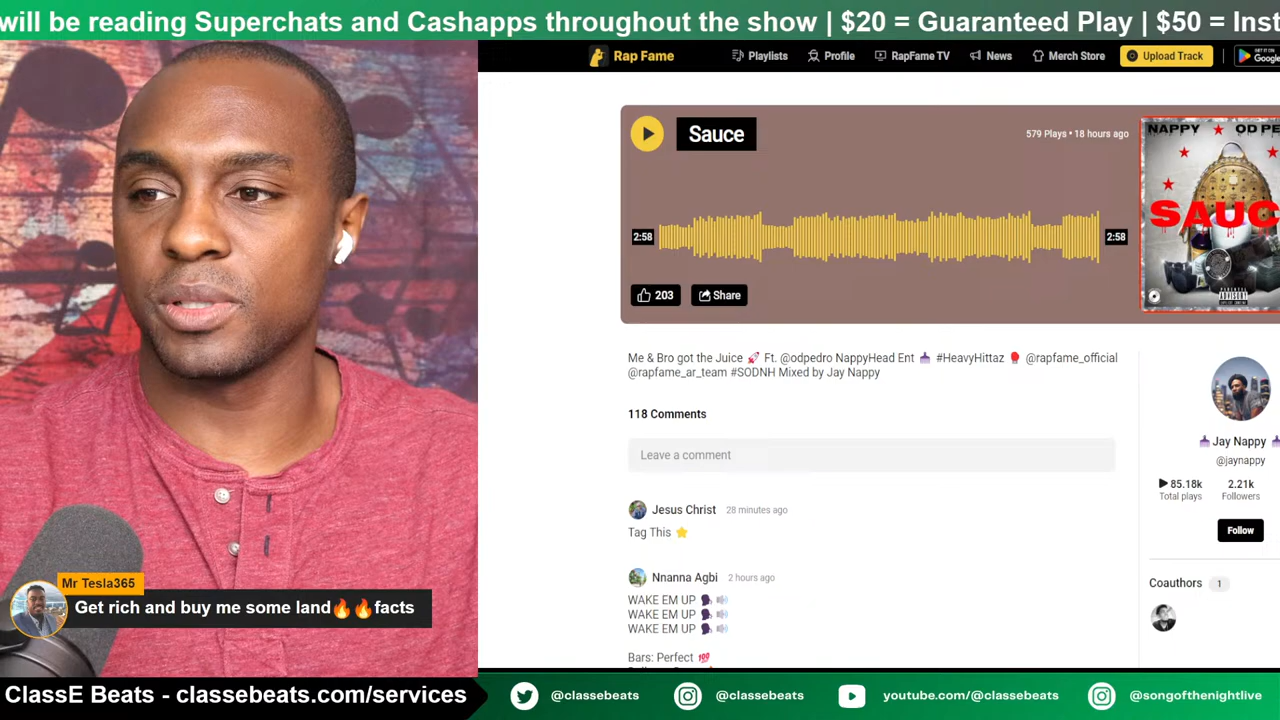 will be reading Superchats and Cashapps throughout the show | $20 = Guaranteed Play | $50 = Inst
Rap Fame
Playlists
Profile
RapFame TV
News
Merch Store
Upload Track
GET IT ON
Google
Sauce
579 Plays • 18 hours ago
2:58
2:58
203
Share
NAPPY ★ OD PE
SAUC
PARENTAL
ADVISORY
Me & Bro got the Juice 🚀 Ft. @odpedro NappyHead Ent 📥 #HeavyHittaz 🥊 @rapfame_official
@rapfame_ar_team #SODNH Mixed by Jay Nappy
118 Comments
Leave a comment
Jesus Christ 28 minutes ago
Tag This ⭐
Nnanna Agbi 2 hours ago
WAKE EM UP 🗣🔊
WAKE EM UP 🗣🔊
WAKE EM UP 🗣🔊
Bars: Perfect 💯
📥 Jay Nappy 📥
@jaynappy
85.18k
Total plays
2.21k
Followers
Follow
Coauthors 1
Mr Tesla365
Get rich and buy me some land🔥🔥facts
ClassE Beats - classebeats.com/services
@classebeats
@classebeats
youtube.com/@classebeats
@songofthenightlive